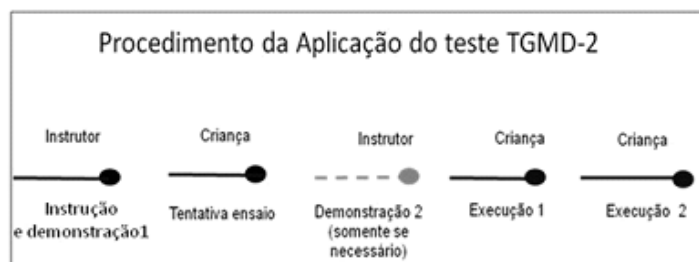 Procedimento da Aplicação do teste TGMD-2
Instrutor
Criança
Instrutor
Criança
Criança
Instrução
e demonstração1
Tentativa ensaio
Demonstração 2
(somente se
necessário)
Execução 1
Execução 2